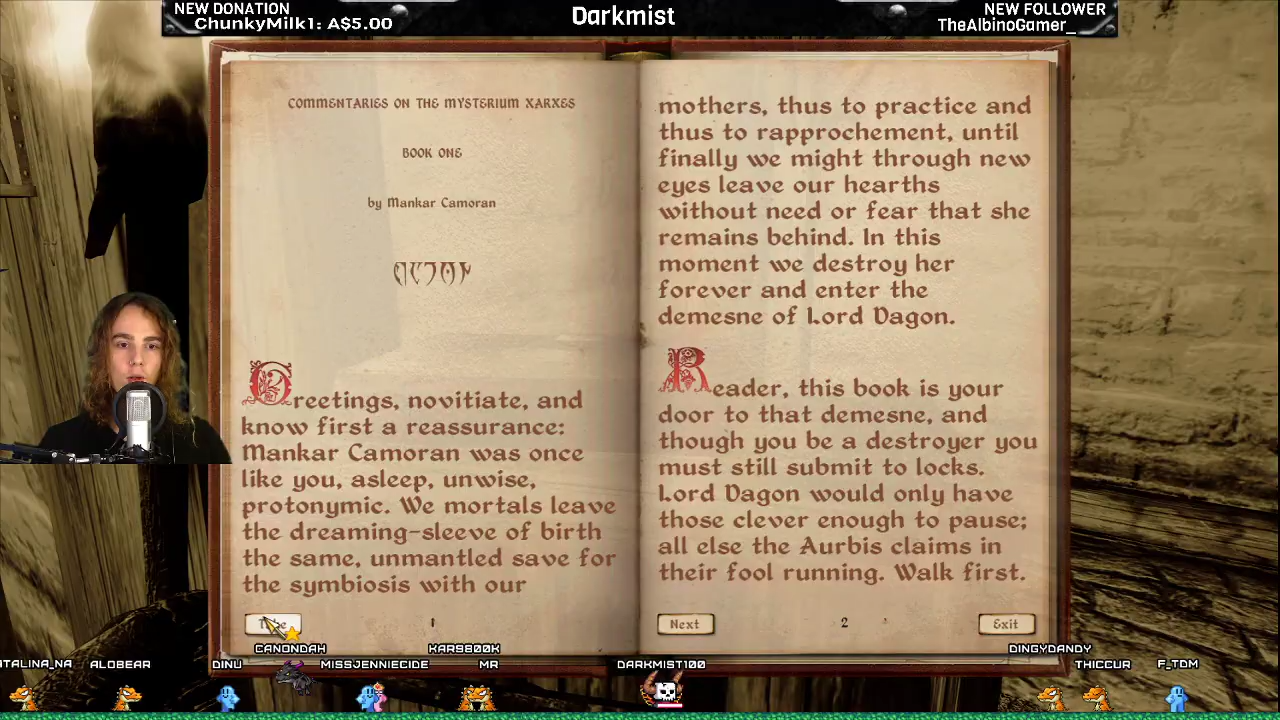 NEW DONATION
ChunkyMilk1: A$5.00
Darkmist
NEW FOLLOWER
TheAlbinoGamer_
COMMENTARIES ON THE MYSTERIUM XARXES
BOOK ONE
by Mankar Camoran
Greetings, novitiate, and
know first a reassurance:
Mankar Camoran was once
like you, asleep, unwise,
protonymic. We mortals leave
the dreaming-sleeve of birth
the same, unmantled save for
the symbiosis with our
1
mothers, thus to practice and
thus to rapprochement, until
finally we might through new
eyes leave our hearths
without need or fear that she
remains behind. In this
moment we destroy her
forever and enter the
demesne of Lord Dagon.
Reader, this book is your
door to that demesne, and
though you be a destroyer you
must still submit to locks.
Lord Dagon would only have
those clever enough to pause;
all else the Aurbis claims in
their fool running. Walk first.
Next
2
Exit
CANONDAH
KARS800K
DINGYDANDY
ATALINA_NA
ALOBEAR
DINU
MISSJENNIECIDE
MR
DARKMIST100
THICCUR
F_TDM